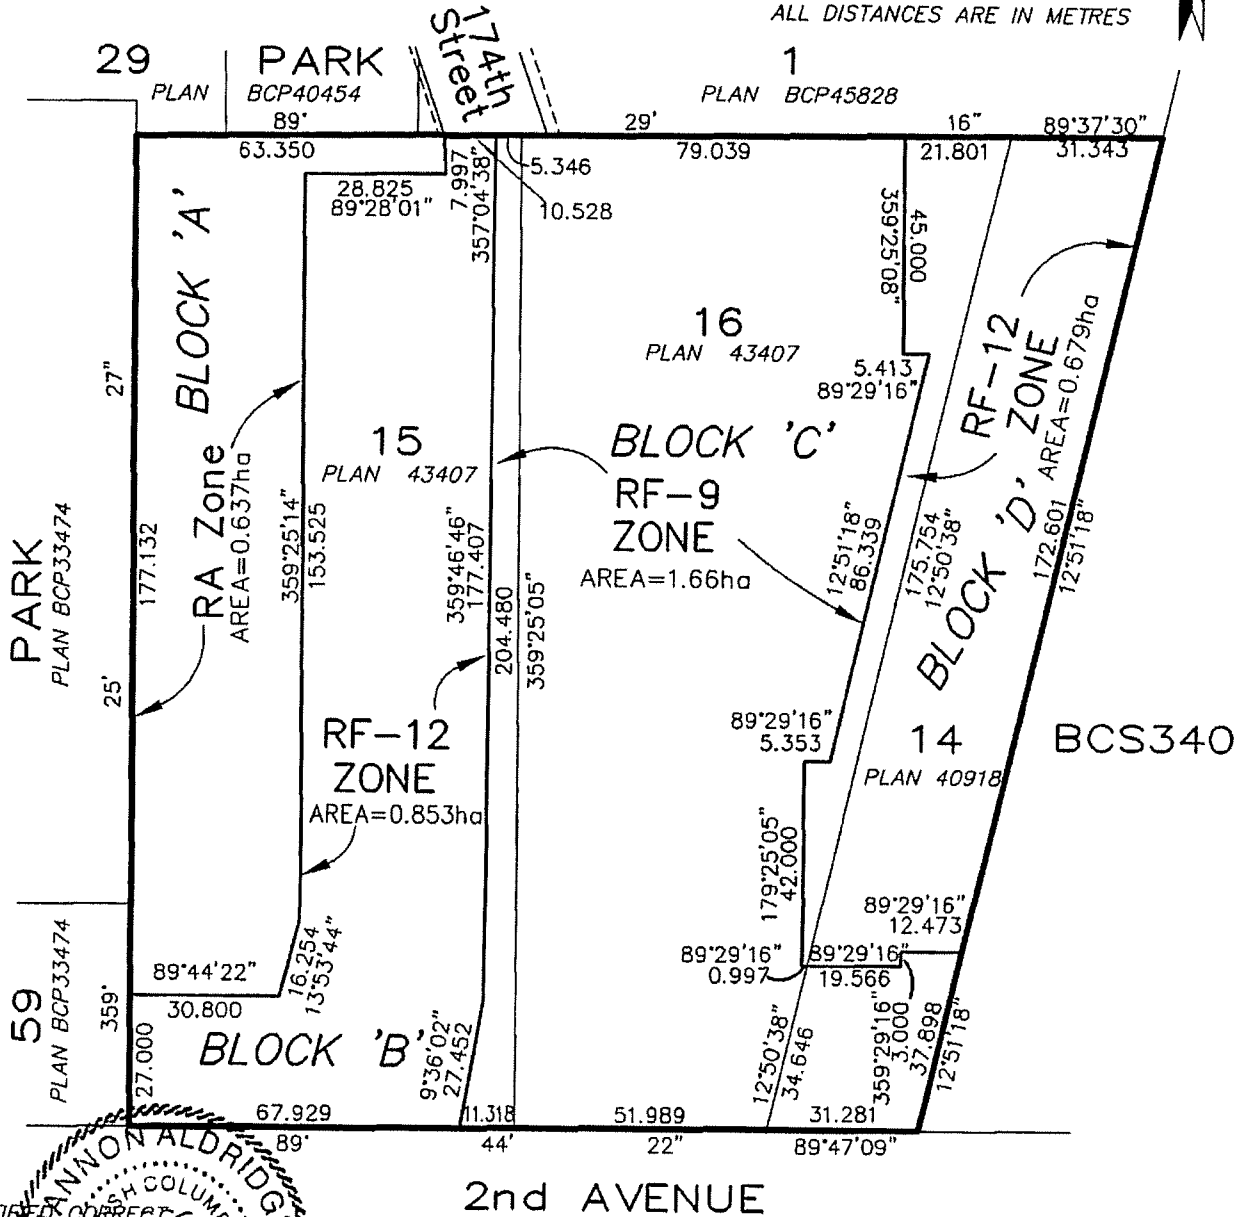 ALL DISTANCES ARE IN METRES
29 PARK
PLAN BCP40454
174th
Street
1
PLAN BCP45828
89°
29'
16"
89°37'30"
63.350
5.346
79.039
21.801
31.343
28.825
89°28'01"
7.997
357°04'38"
10.528
BLOCK 'A'
359°25'08"
45.000
16
PLAN 43407
5.413
89°29'16"
RF-12
ZONE
AREA=0.679ha
27"
177.132
25'
359°
RA Zone
AREA=0.637ha
359°25'14"
153.525
15
PLAN 43407
BLOCK 'C'
RF-9
ZONE
AREA=1.66ha
359°46'46"
177.407
204.480
359°25'05"
12°51'18"
86.339
175.754
12°50'38"
BLOCK 'D'
172.601
12°51'18"
PARK
PLAN BCP33474
RF-12
ZONE
AREA=0.853ha
89°29'16"
5.353
14
PLAN 40918
BCS340
179°25'05"
42.000
89°29'16"
12.473
89°29'16"
0.997
89°29'16"
19.566
59
PLAN BCP33474
89°44'22"
30.800
16.254
13°53'44"
27.000
BLOCK 'B'
9°36'02"
27.452
12°50'38"
34.646
359°29'16"
3.000
37.898
12°51'18"
67.929
11.318
51.989
31.281
89°
44'
22"
89°47'09"
2nd AVENUE
ANNON ALDRIDG
SH COLUM
CORRECT